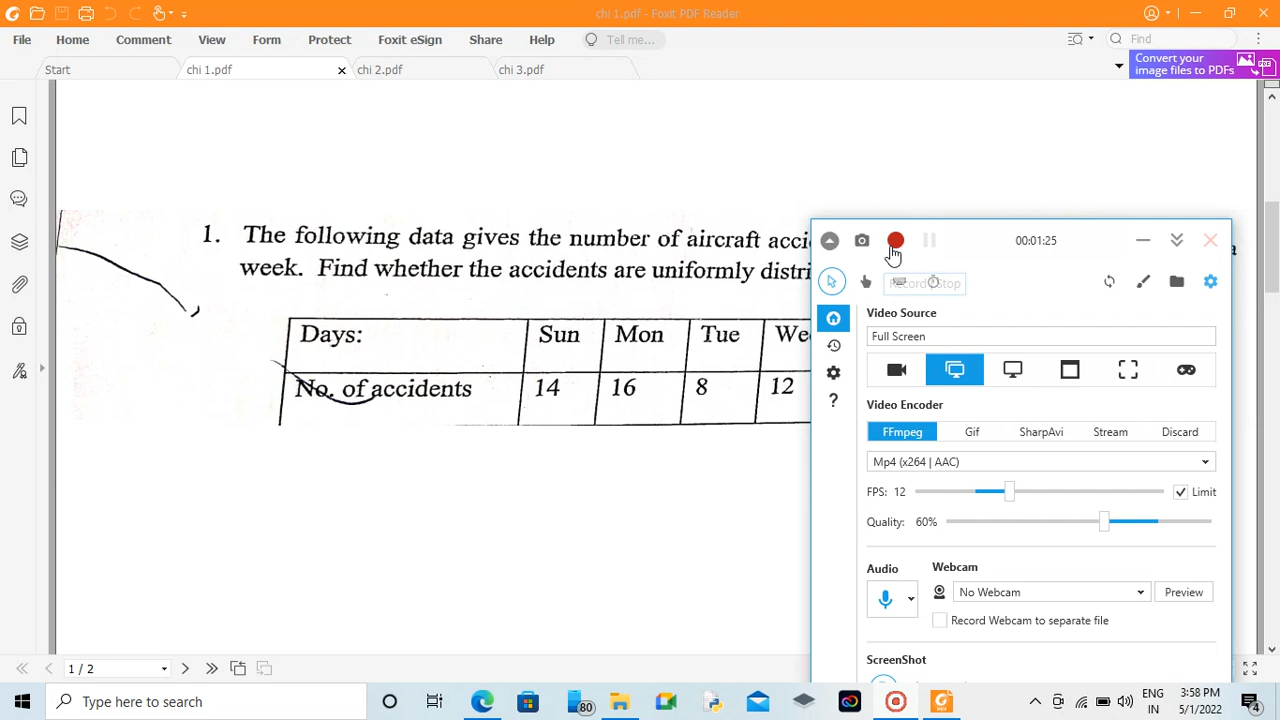 chi 1.pdf - Foxit PDF Reader
File Home Comment View Form Protect Foxit eSign Share Help Tell me... Find
Start chi 1.pdf chi 2.pdf chi 3.pdf
Convert your
image files to PDFs
1. The following data gives the number of aircraft acci
week. Find whether the accidents are uniformly distri
Days: Sun Mon Tue We
No. of accidents 14 16 8 12
00:01:25
Video Source
Full Screen
Video Encoder
FFmpeg Gif SharpAvi Stream Discard
Mp4 (x264 | AAC)
FPS: 12 Limit
Quality: 60%
Audio Webcam
No Webcam Preview
Record Webcam to separate file
ScreenShot
1 / 2
Type here to search
80
ENG
IN
3:58 PM
5/1/2022
4